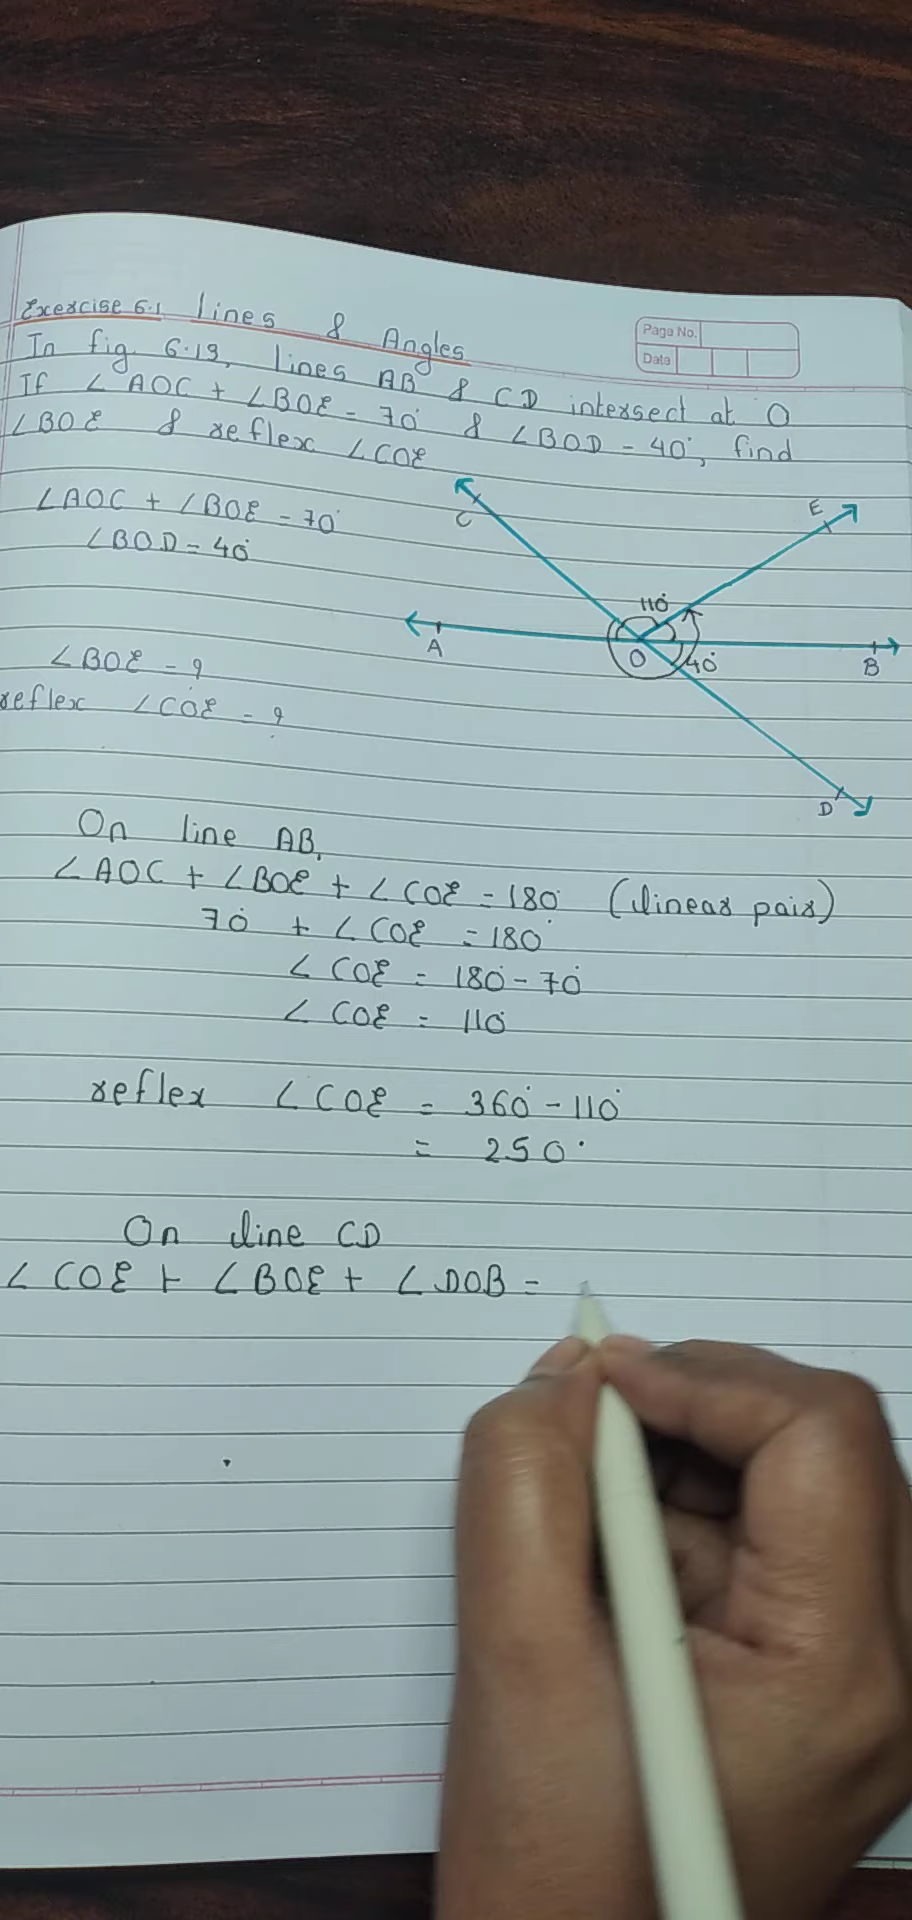 Exercise 6.1 Lines & Angles
Page No.
Date
In fig 6.13, lines AB & CD intersect at O
If ∠AOC + ∠BOE = 70° & ∠BOD = 40°, find
∠BOE & reflex ∠COE
∠AOC + ∠BOE = 70°
∠BOD = 40°
C
E
110°
A
O
40°
B
D
∠BOE = ?
reflex ∠COE = ?
On line AB,
∠AOC + ∠BOE + ∠COE = 180° (linear pair)
70° + ∠COE = 180°
∠COE = 180° - 70°
∠COE = 110°
reflex ∠COE = 360° - 110°
= 250°
On line CD
∠COE + ∠BOE + ∠DOB =